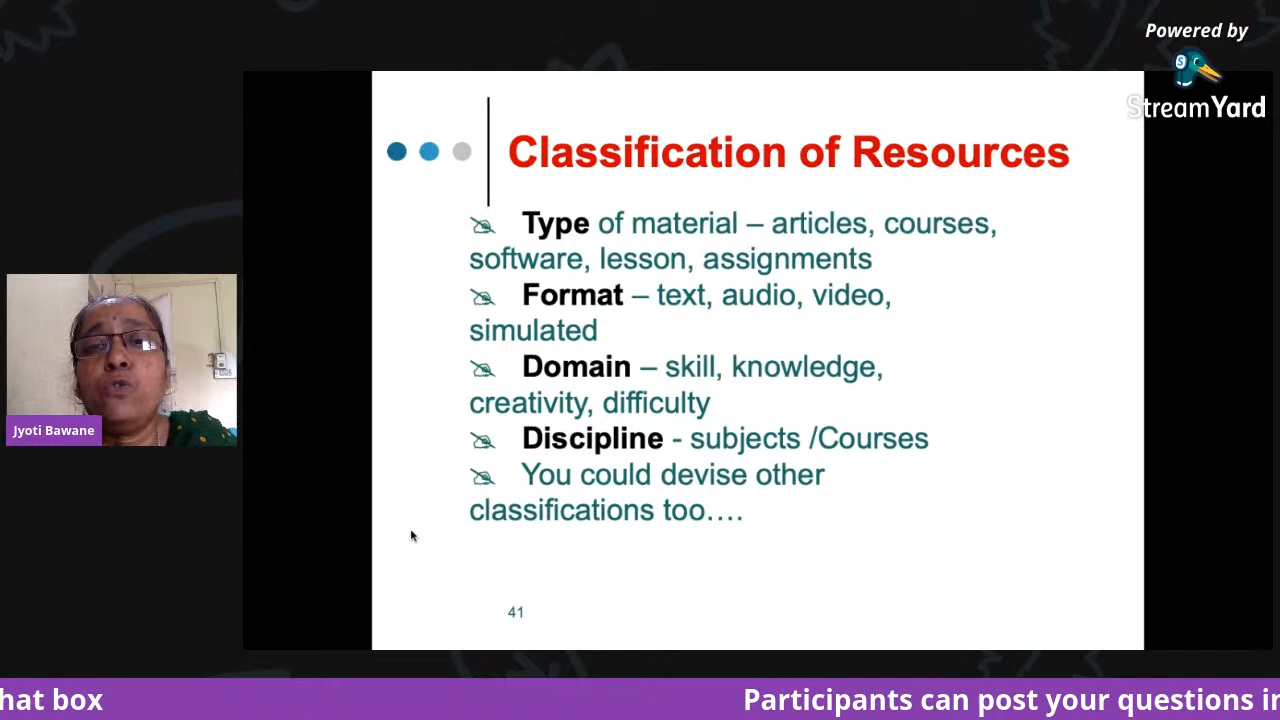 Powered by
StreamYard
Classification of Resources
Type of material – articles, courses,
software, lesson, assignments
Format – text, audio, video,
simulated
Domain – skill, knowledge,
creativity, difficulty
Discipline - subjects /Courses
You could devise other
classifications too….
41
Jyoti Bawane
hat box
Participants can post your questions in